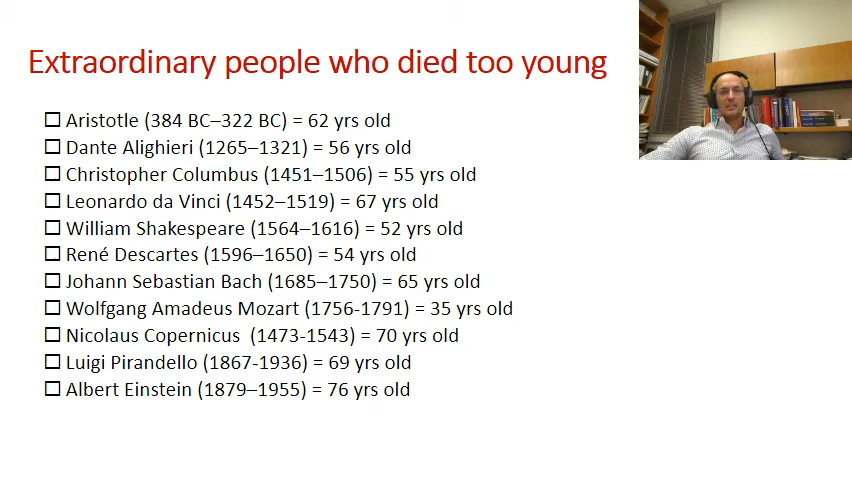 Extraordinary people who died too young
Aristotle (384 BC–322 BC) = 62 yrs old
Dante Alighieri (1265–1321) = 56 yrs old
Christopher Columbus (1451–1506) = 55 yrs old
Leonardo da Vinci (1452–1519) = 67 yrs old
William Shakespeare (1564–1616) = 52 yrs old
René Descartes (1596–1650) = 54 yrs old
Johann Sebastian Bach (1685–1750) = 65 yrs old
Wolfgang Amadeus Mozart (1756-1791) = 35 yrs old
Nicolaus Copernicus (1473-1543) = 70 yrs old
Luigi Pirandello (1867-1936) = 69 yrs old
Albert Einstein (1879–1955) = 76 yrs old